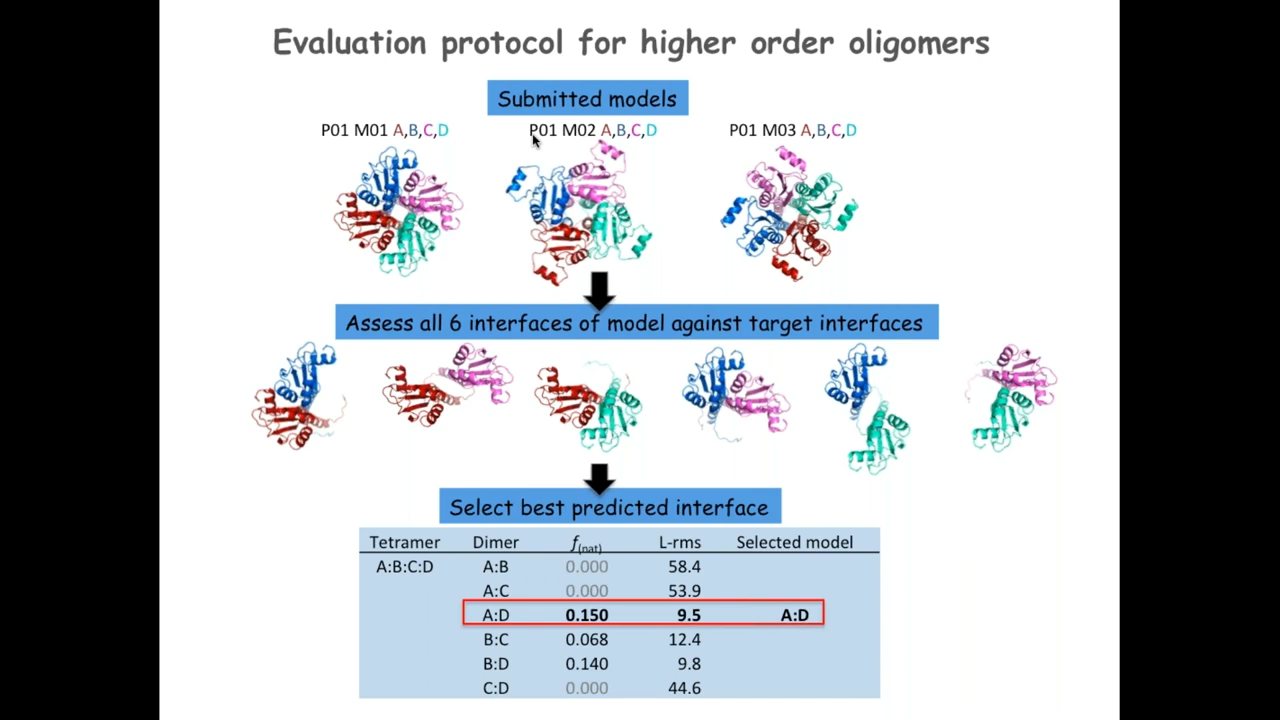 Evaluation protocol for higher order oligomers
Submitted models
P01 M01 A,B,C,D
P01 M02 A,B,C,D
P01 M03 A,B,C,D
Assess all 6 interfaces of model against target interfaces
Select best predicted interface
Tetramer Dimer f(nat) L-rms Selected model
A:B:C:D A:B 0.000 58.4
A:C 0.000 53.9
A:D 0.150 9.5 A:D
B:C 0.068 12.4
B:D 0.140 9.8
C:D 0.000 44.6